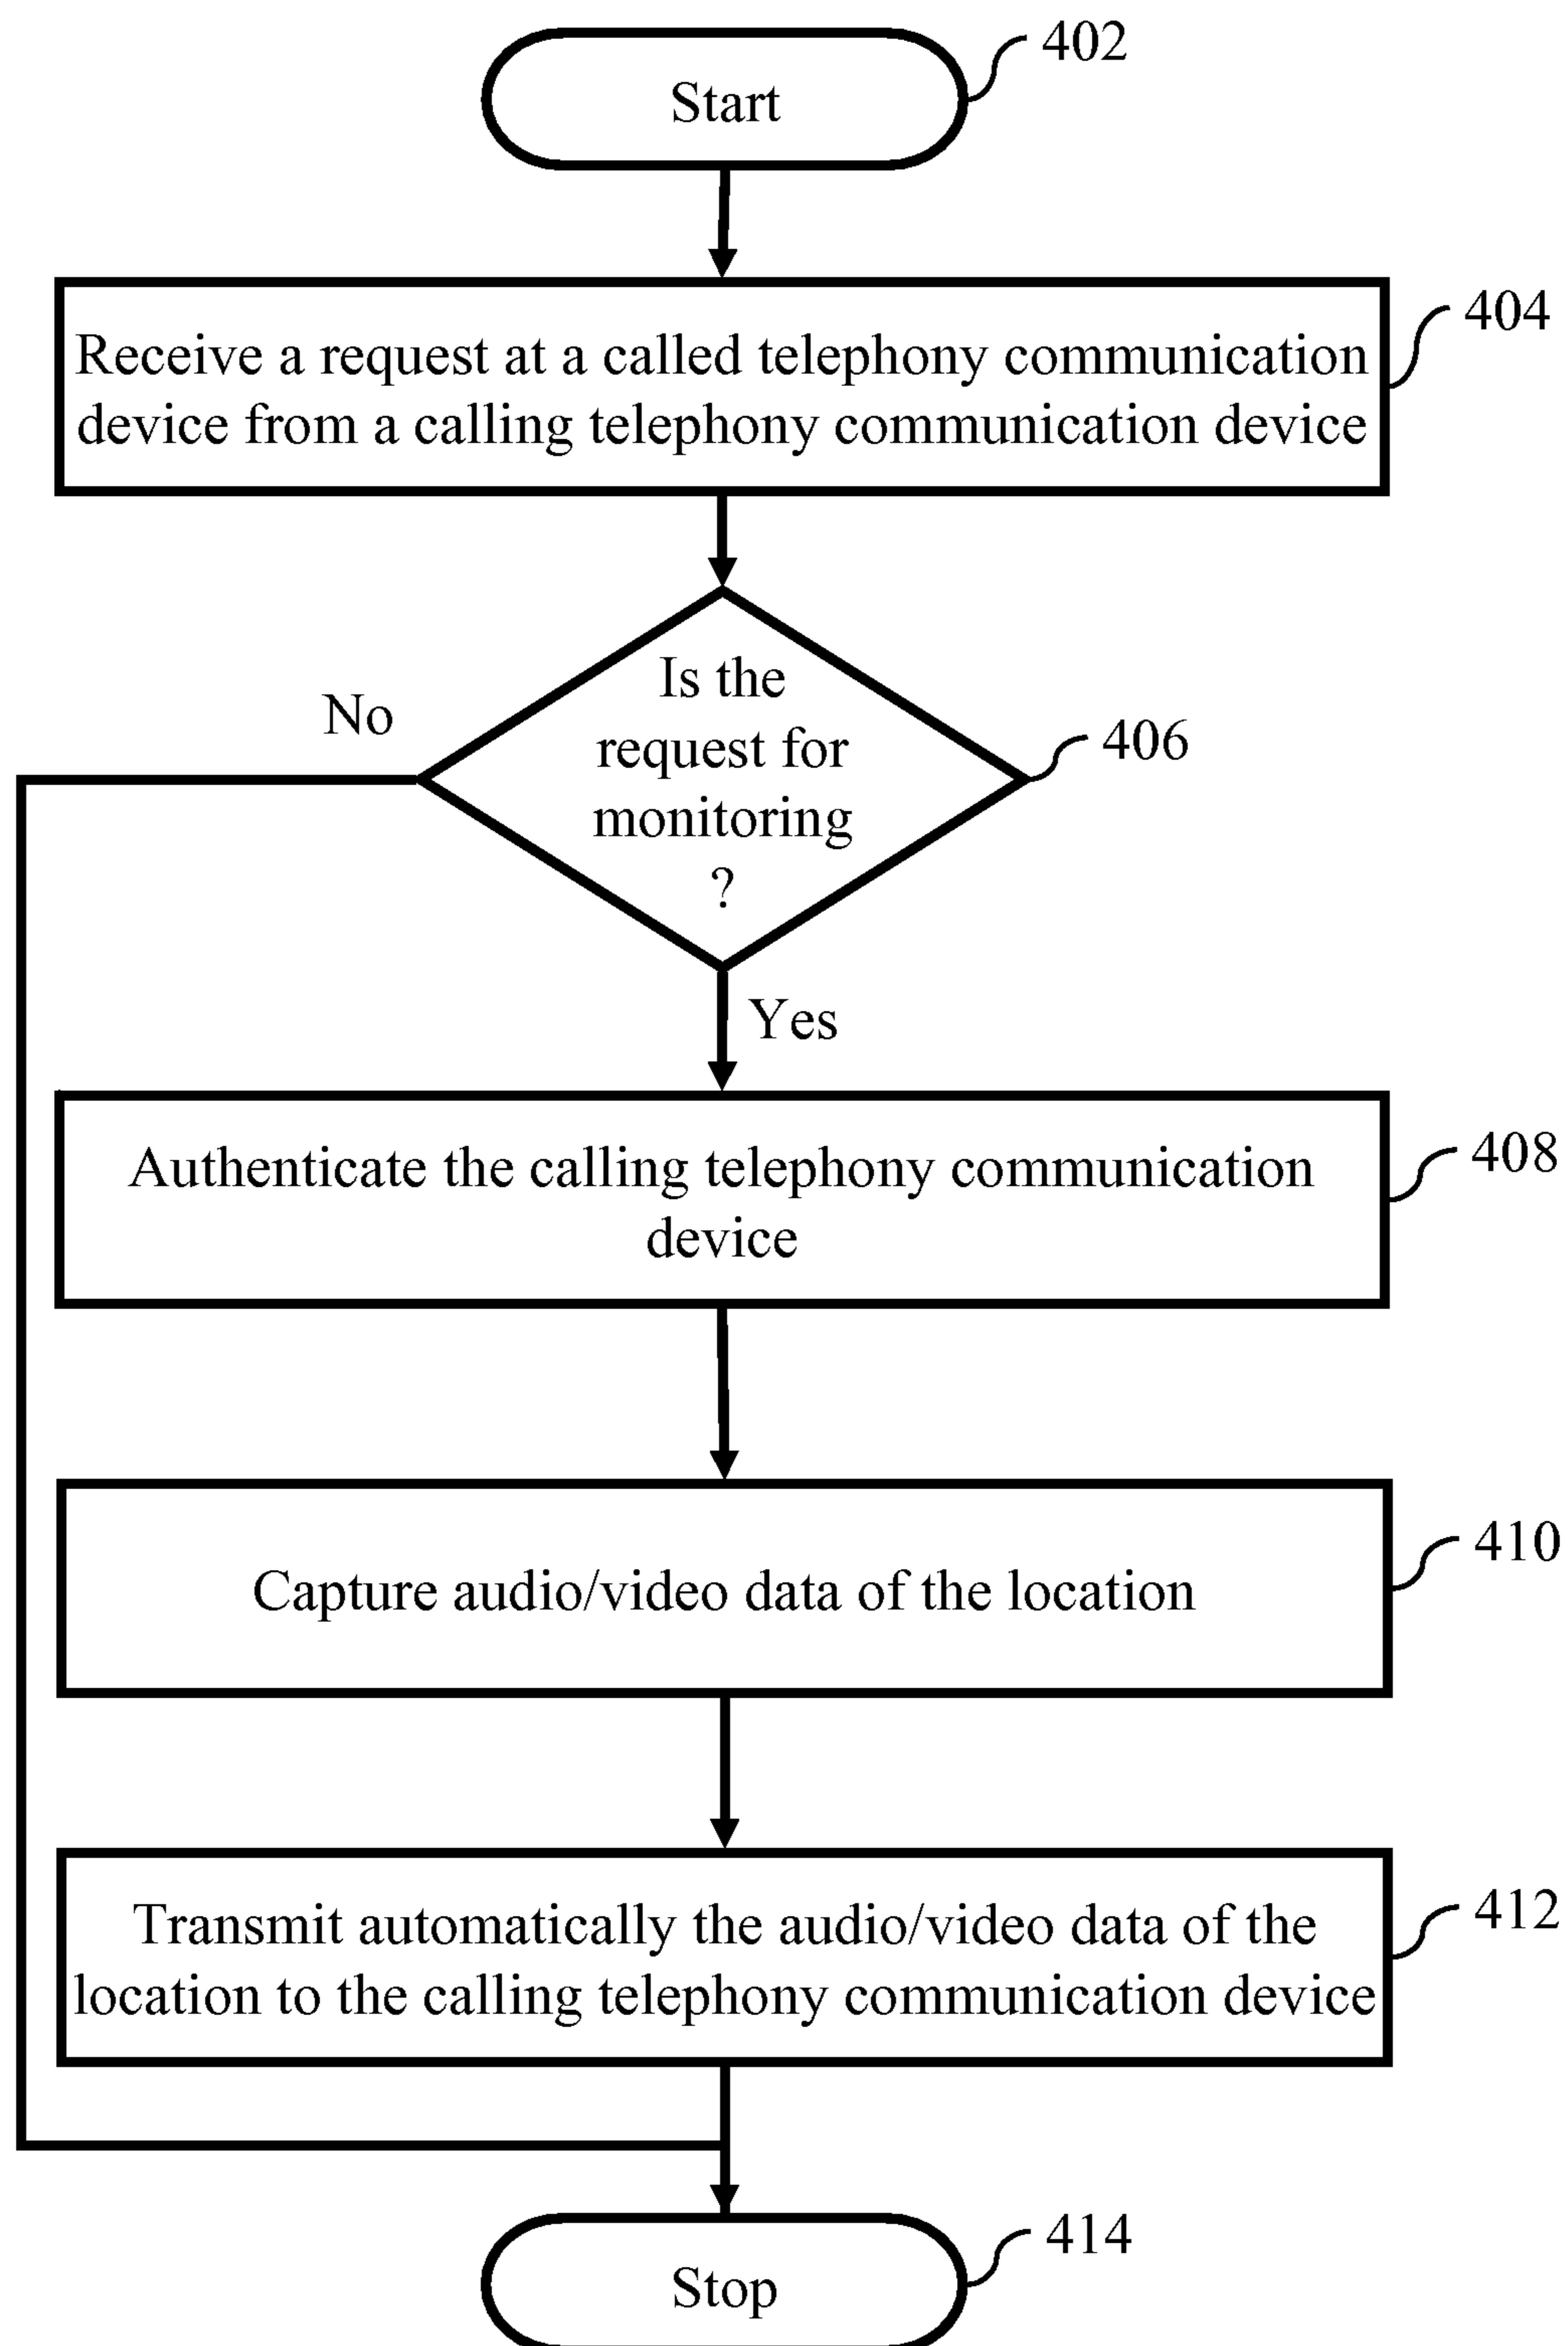 Start
402
Receive a request at a called telephony communication
device from a calling telephony communication device
404
Is the
request for
monitoring
?
406
No
Yes
Authenticate the calling telephony communication
device
408
Capture audio/video data of the location
410
Transmit automatically the audio/video data of the
location to the calling telephony communication device
412
Stop
414